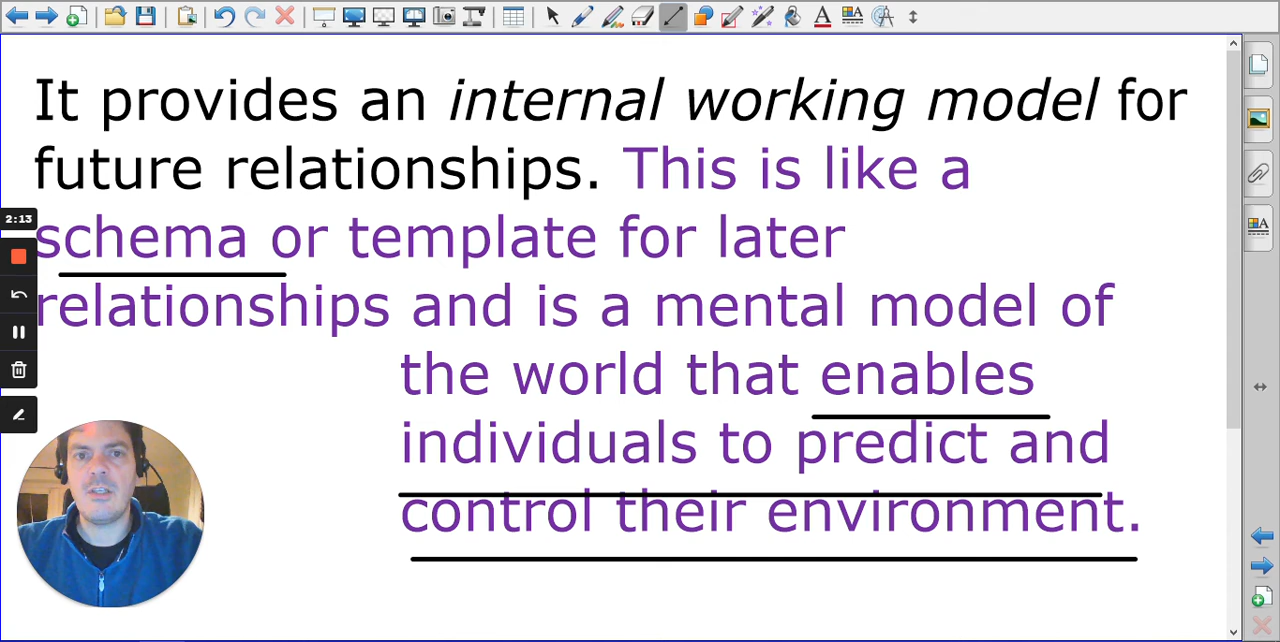 It provides an internal working model for
future relationships. This is like a
2:13
schema or template for later
relationships and is a mental model of
the world that enables
individuals to predict and
control their environment.